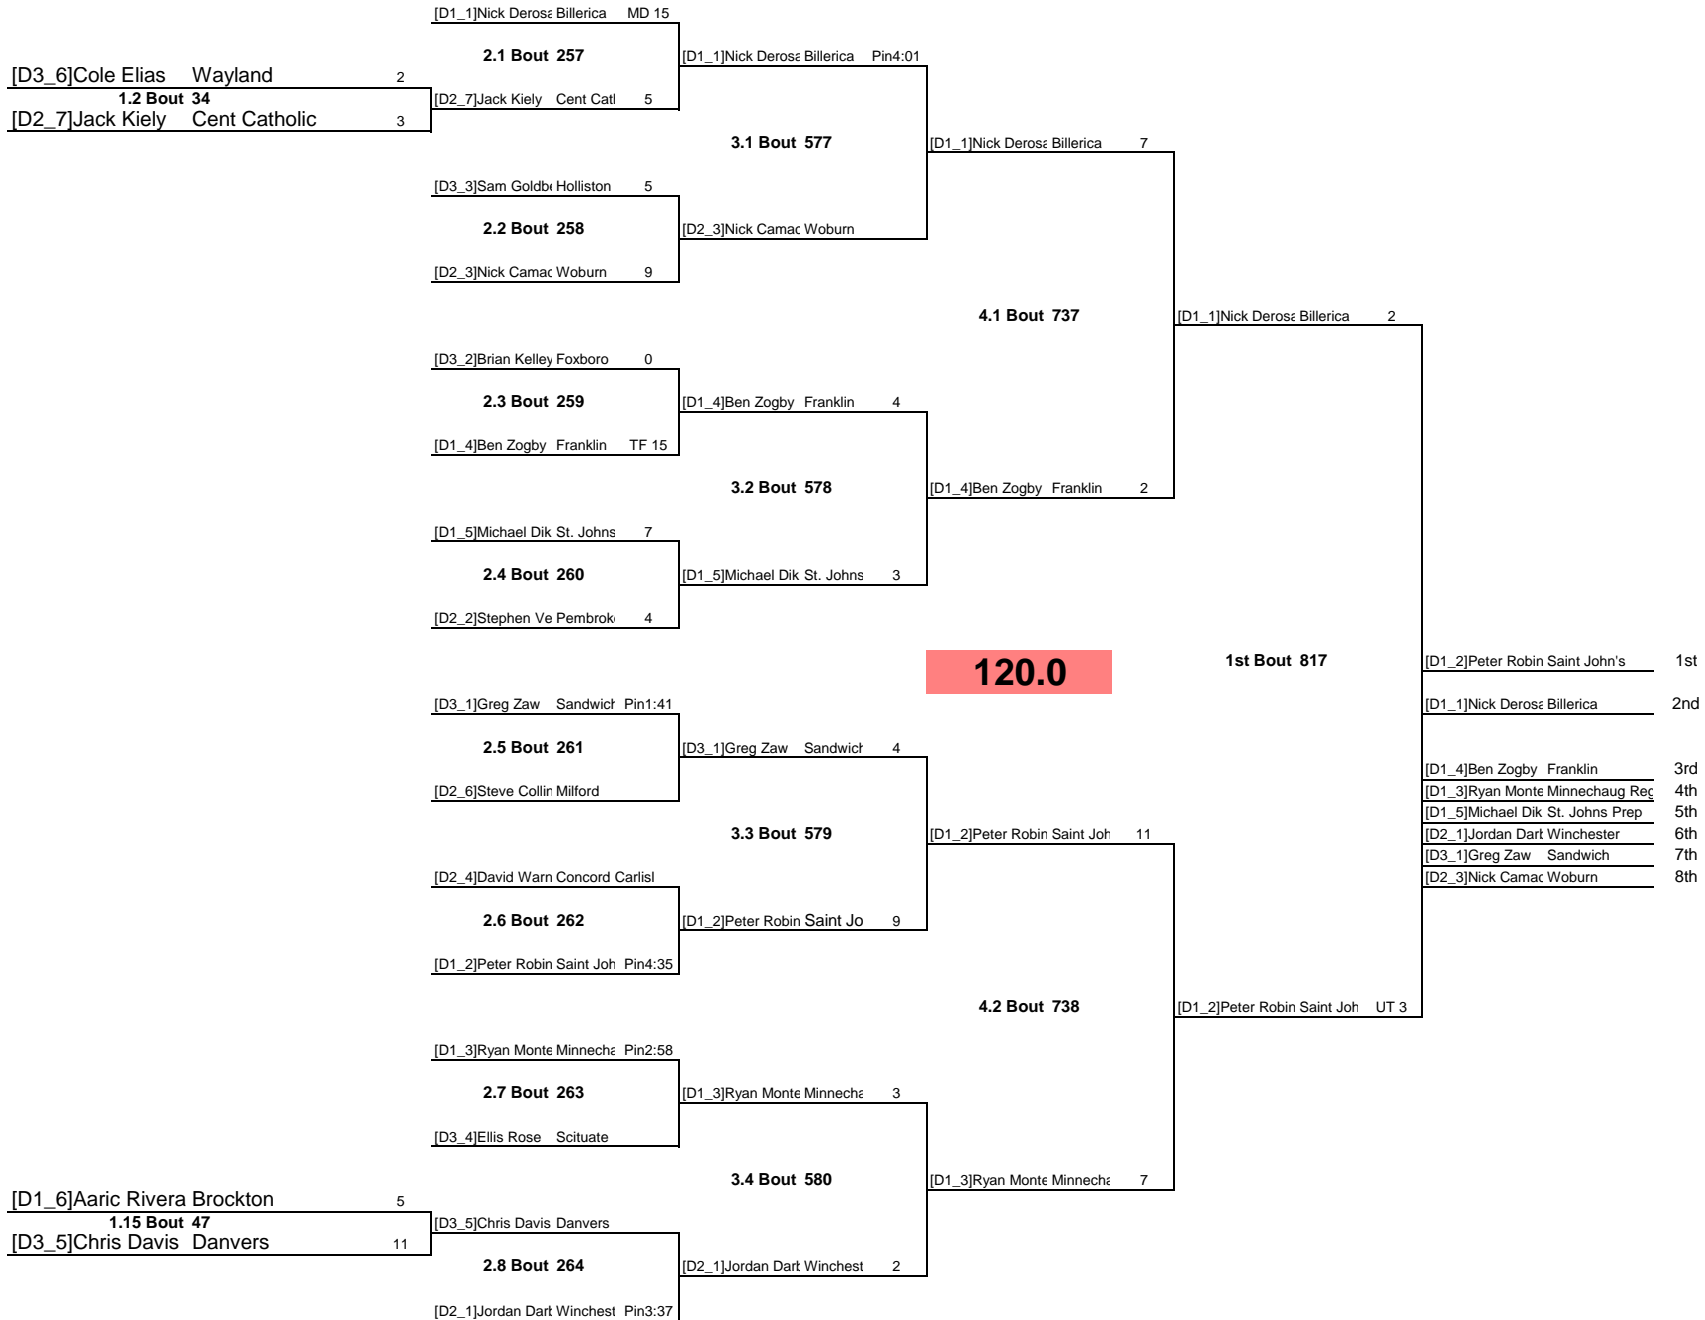 [D1_1]Nick Derosa Billerica MD 15
2.1 Bout 257
[D1_1]Nick Derosa Billerica Pin4:01
[D3_6]Cole Elias Wayland 2
1.2 Bout 34
[D2_7]Jack Kiely Cent Catl 5
[D2_7]Jack Kiely Cent Catholic 3
3.1 Bout 577
[D1_1]Nick Derosa Billerica 7
[D3_3]Sam Goldbe Holliston 5
2.2 Bout 258
[D2_3]Nick Camac Woburn
[D2_3]Nick Camac Woburn 9
4.1 Bout 737
[D1_1]Nick Derosa Billerica 2
[D3_2]Brian Kelley Foxboro 0
2.3 Bout 259
[D1_4]Ben Zogby Franklin 4
[D1_4]Ben Zogby Franklin TF 15
3.2 Bout 578
[D1_4]Ben Zogby Franklin 2
[D1_5]Michael Dik St. Johns 7
2.4 Bout 260
[D1_5]Michael Dik St. Johns 3
[D2_2]Stephen Ve Pembroke 4
120.0
1st Bout 817
[D1_2]Peter Robin Saint John's 1st
[D3_1]Greg Zaw Sandwich Pin1:41
[D1_1]Nick Derosa Billerica 2nd
2.5 Bout 261
[D3_1]Greg Zaw Sandwich 4
[D1_4]Ben Zogby Franklin 3rd
[D2_6]Steve Collin Milford
[D1_3]Ryan Monte Minnechaug Reg 4th
[D1_5]Michael Dik St. Johns Prep 5th
3.3 Bout 579
[D1_2]Peter Robin Saint Joh 11
[D2_1]Jordan Dart Winchester 6th
[D3_1]Greg Zaw Sandwich 7th
[D2_4]David Warn Concord Carlisl
[D2_3]Nick Camac Woburn 8th
2.6 Bout 262
[D1_2]Peter Robin Saint Jo 9
[D1_2]Peter Robin Saint Joh Pin4:35
4.2 Bout 738
[D1_2]Peter Robin Saint Joh UT 3
[D1_3]Ryan Monte Minnecha Pin2:58
2.7 Bout 263
[D1_3]Ryan Monte Minnecha 3
[D3_4]Ellis Rose Scituate
3.4 Bout 580
[D1_3]Ryan Monte Minnecha 7
[D1_6]Aaric Rivera Brockton 5
1.15 Bout 47
[D3_5]Chris Davis Danvers
[D3_5]Chris Davis Danvers 11
2.8 Bout 264
[D2_1]Jordan Dart Winchest 2
[D2_1]Jordan Dart Winchest Pin3:37